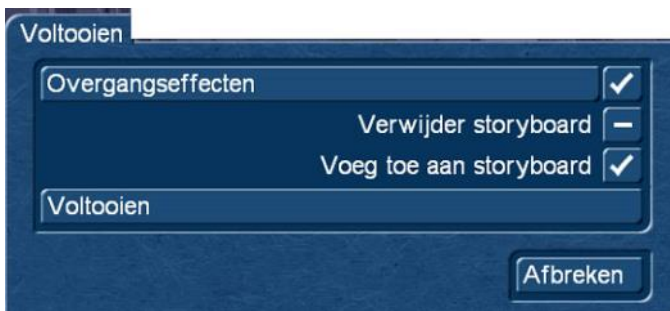 Voltooien
Overgangseffecten
Verwijder storyboard
Voeg toe aan storyboard
Voltooien
Afbreken